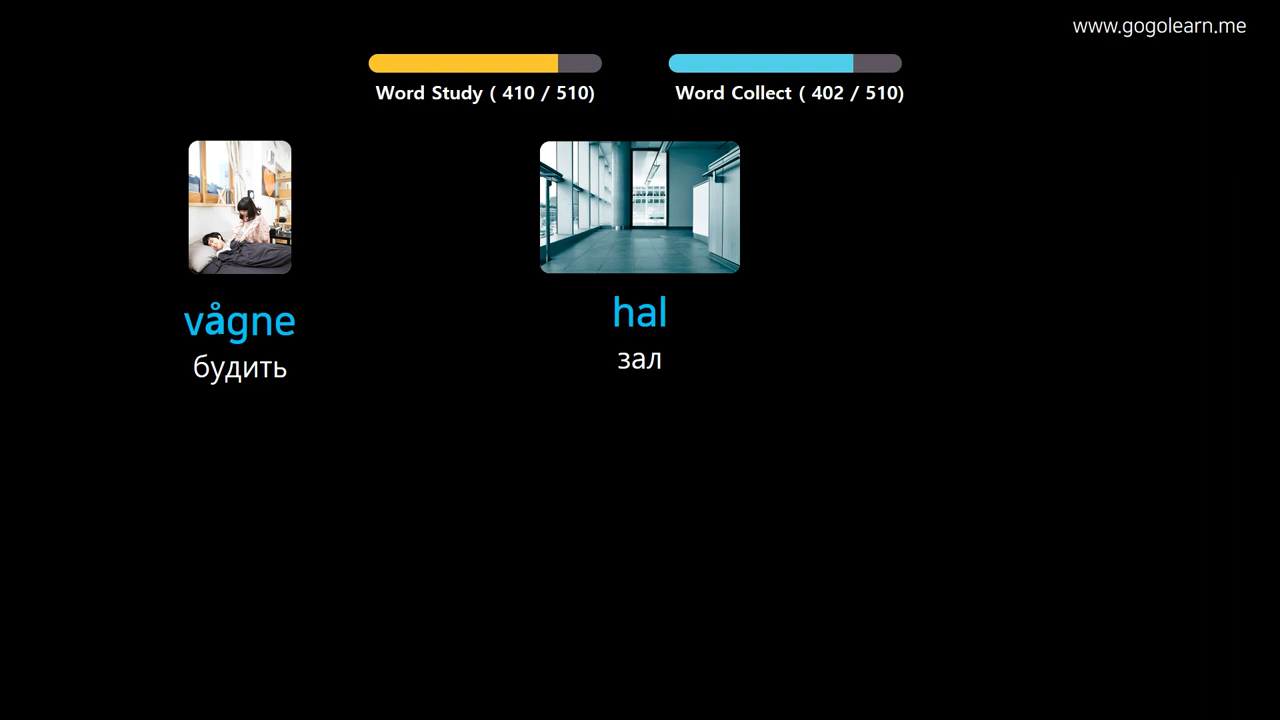 www.gogolearn.me
Word Study ( 410 / 510)
Word Collect ( 402 / 510)
vågne
будить
hal
зал